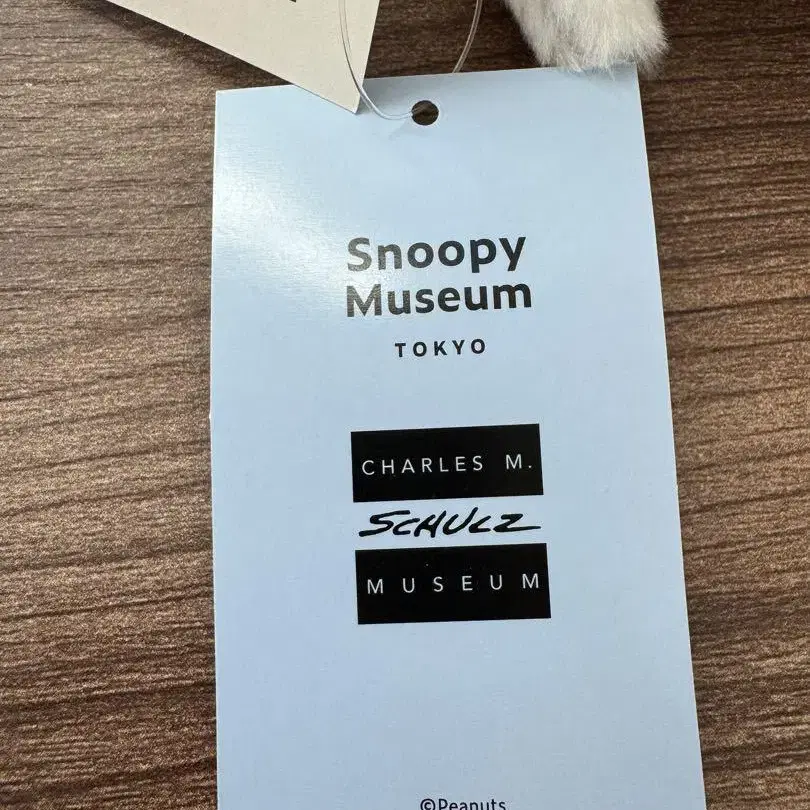 Snoopy
Museum
TOKYO
CHARLES M.
SCHULZ
MUSEUM
©Peanuts